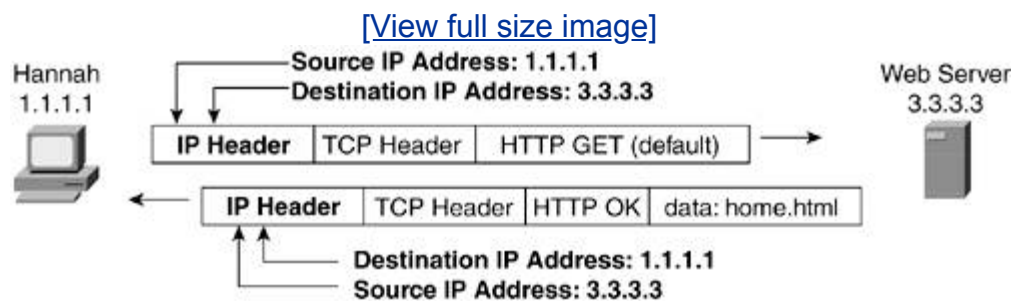 [View full size image]
Source IP Address: 1.1.1.1
Destination IP Address: 3.3.3.3
Hannah
1.1.1.1
Web Server
3.3.3.3
IP Header TCP Header HTTP GET (default)
IP Header TCP Header HTTP OK data: home.html
Destination IP Address: 1.1.1.1
Source IP Address: 3.3.3.3